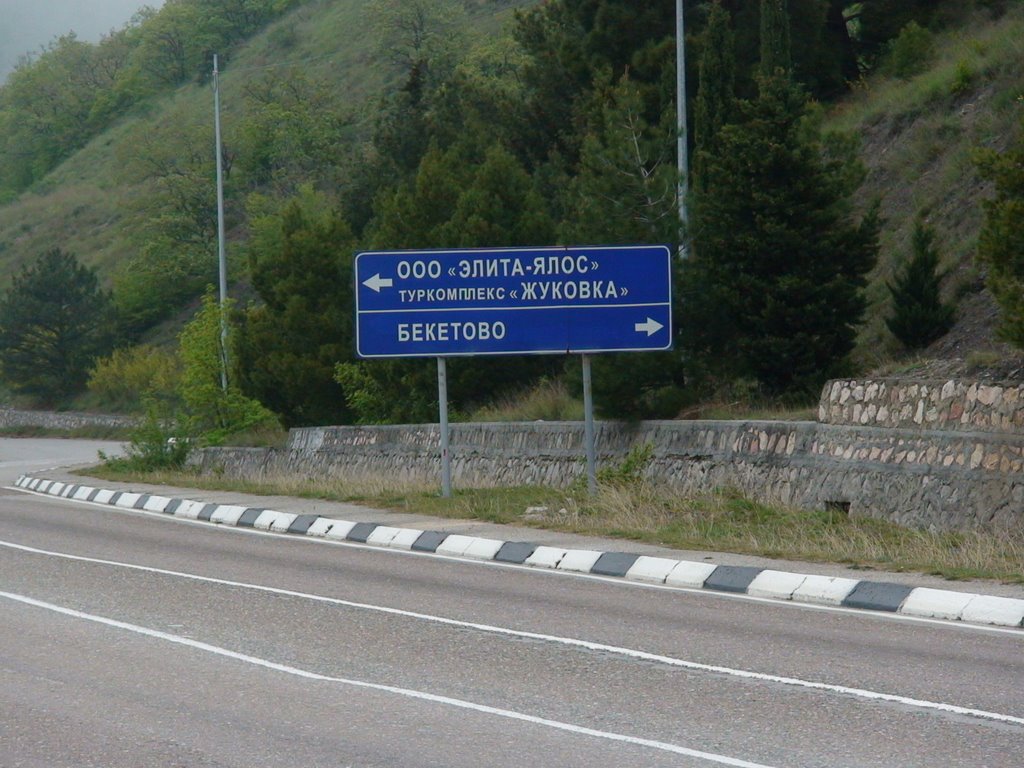 ООО «ЭЛИТА-ЯЛОС»
ТУРКОМПЛЕКС «ЖУКОВКА»
БЕКЕТОВО